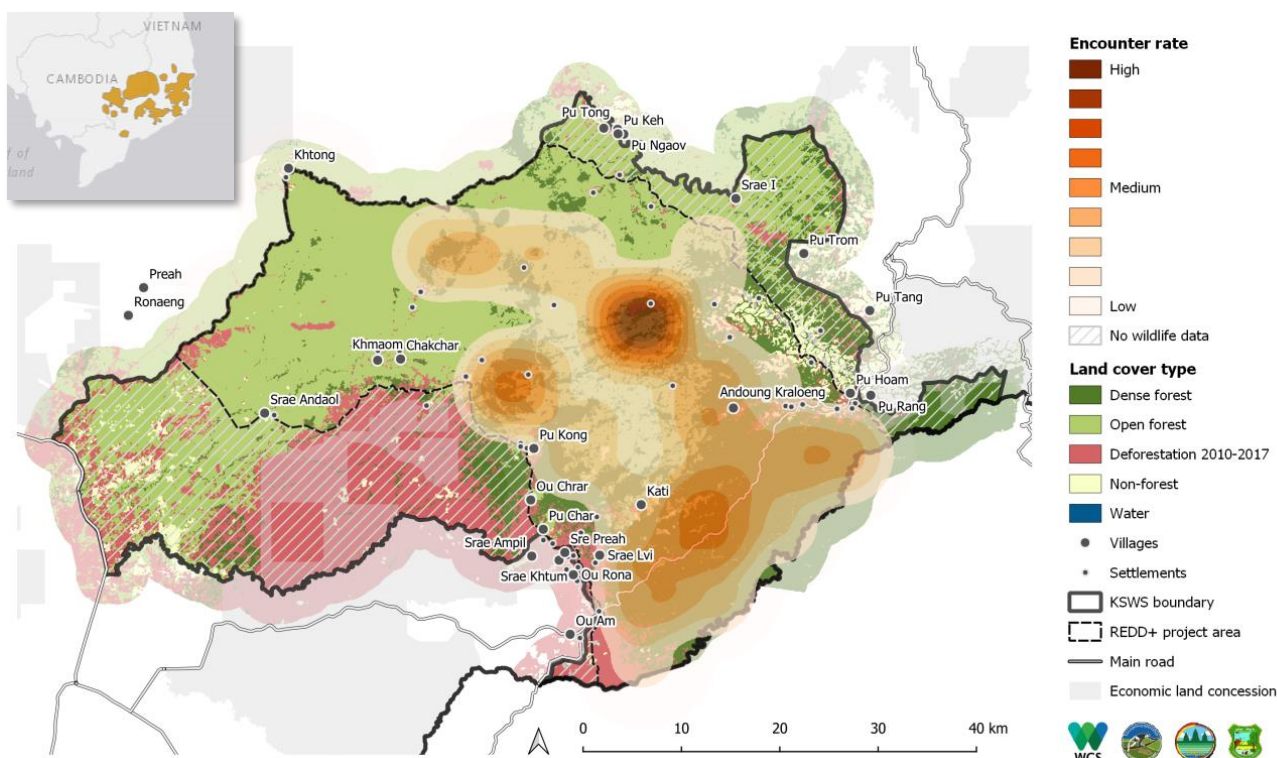 VIETNAM
CAMBODIA
f of
land
Pu Tong
Pu Keh
Pu Ngaov
Khtong
Srae I
Pu Trom
Preah
Ronaeng
Pu Tang
Khmaom Chakchar
Pu Hoam
Andoung Kraloeng
Srae Andaol
Pu Rang
Pu Kong
Ou Chrar
Kati
Pu Char
Srae Ampil
Sre Preah
Srae Lvi
Srae Khtum
Ou Rona
Ou Am
0 10 20 30 40 km
Encounter rate
High
Medium
Low
No wildlife data
Land cover type
Dense forest
Open forest
Deforestation 2010-2017
Non-forest
Water
Villages
Settlements
KSWS boundary
REDD+ project area
Main road
Economic land concession
WCS